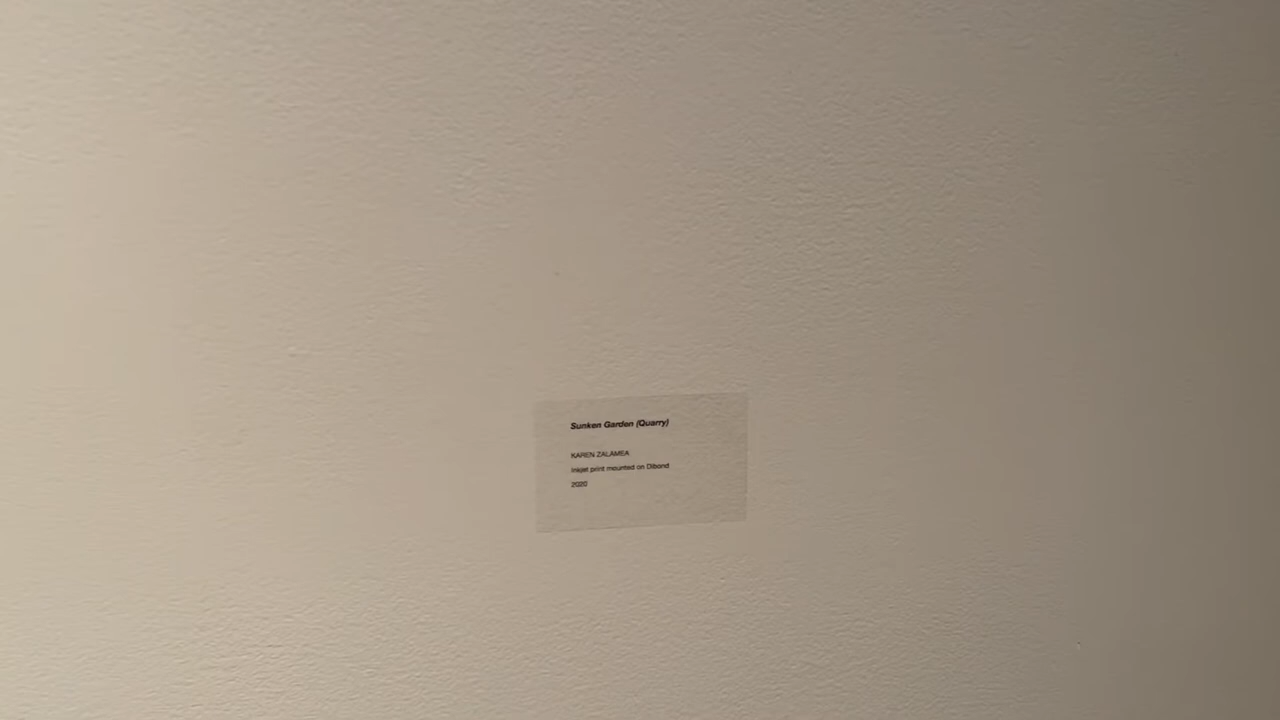 Sunken Garden (Quarry)
KAREN ZALAMEA
Inkjet print mounted on Dibond
2020